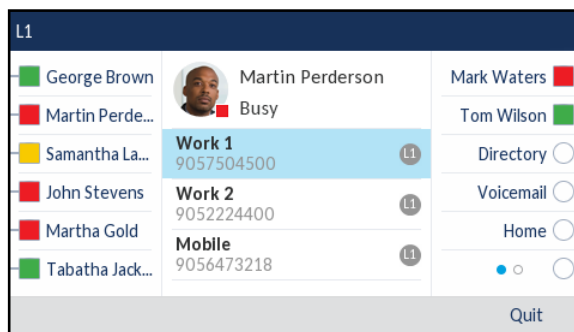 L1
George Brown
Martin Perde...
Samantha La...
John Stevens
Martha Gold
Tabatha Jack...
Martin Perderson
Busy
Work 1
9057504500
L1
Work 2
9052224400
L1
Mobile
9056473218
L1
Mark Waters
Tom Wilson
Directory
Voicemail
Home
Quit